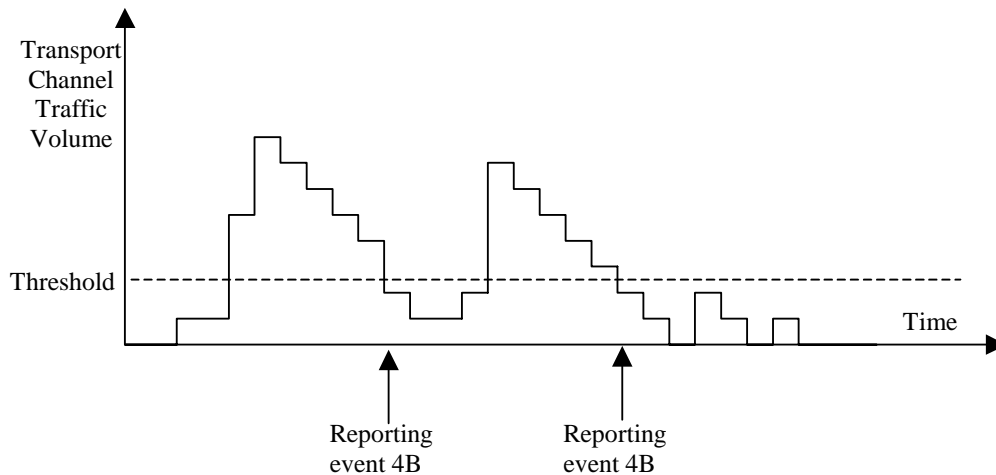 Transport
Channel
Traffic
Volume
Threshold
Time
Reporting
event 4B
Reporting
event 4B